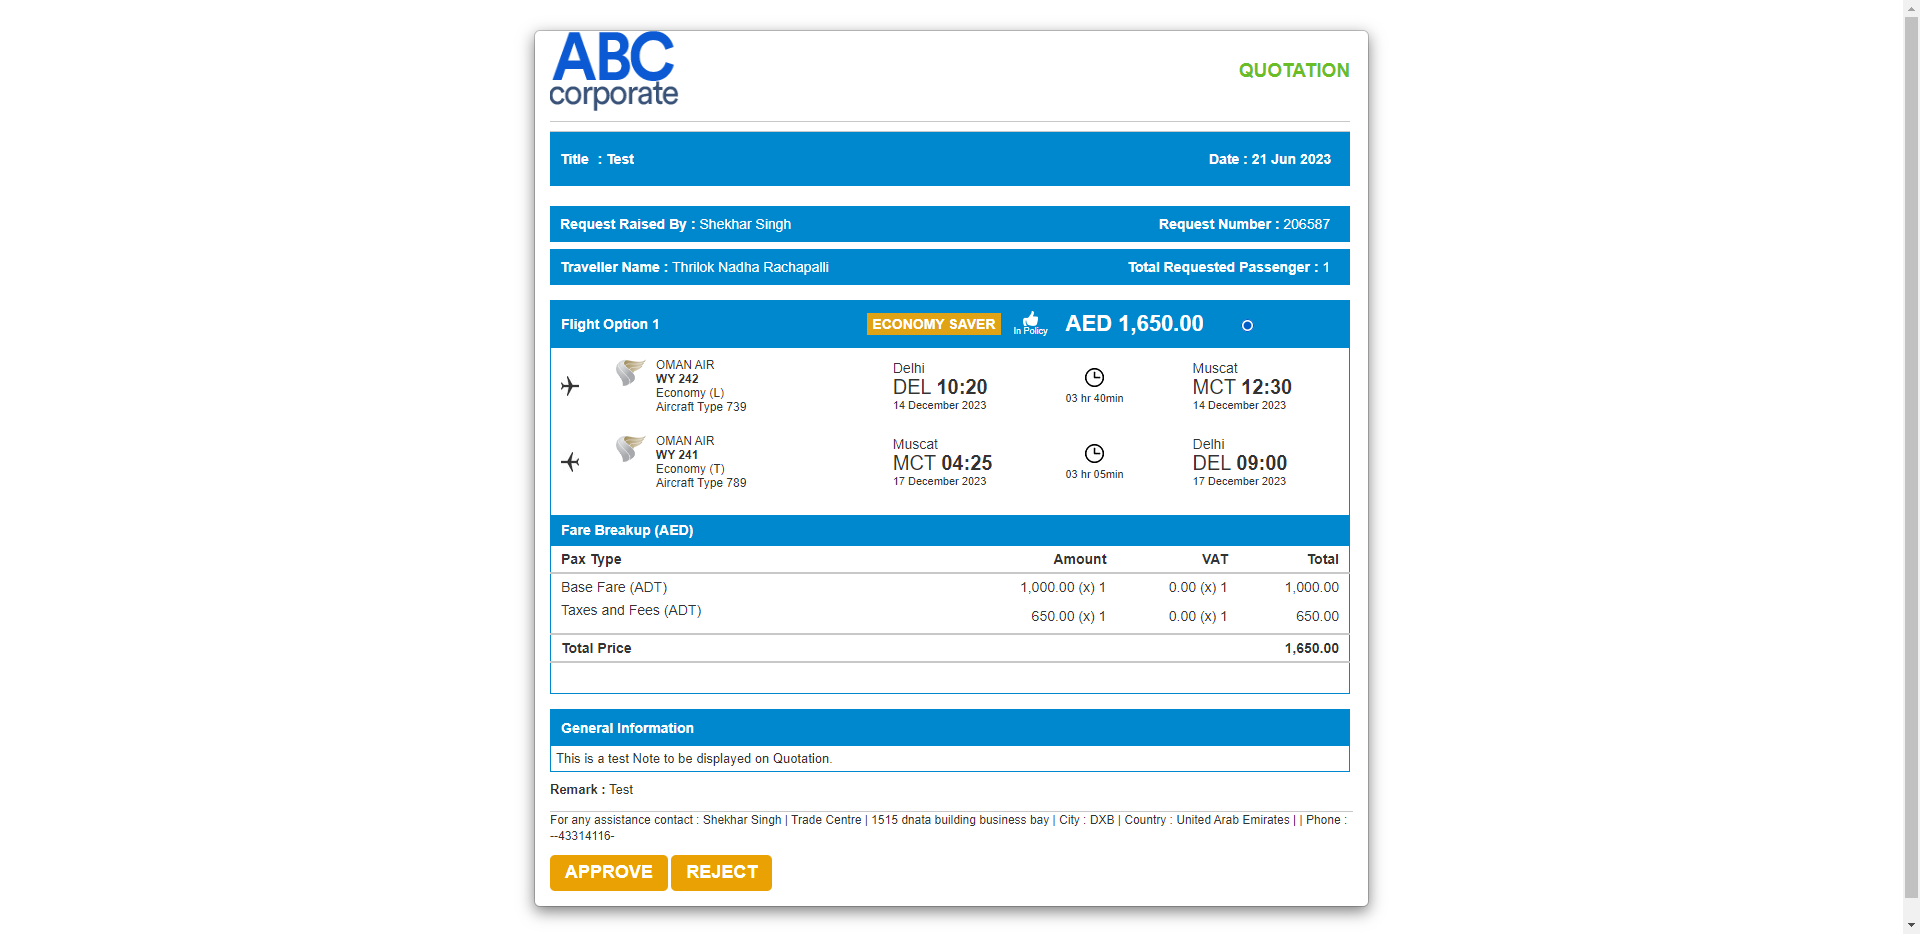 ABC
corporate
QUOTATION
Title : Test
Date : 21 Jun 2023
Request Raised By : Shekhar Singh
Request Number : 206587
Traveller Name : Thrilok Nadha Rachapalli
Total Requested Passenger : 1
Flight Option 1
ECONOMY SAVER
In Policy
AED 1,650.00
OMAN AIR
WY 242
Economy (L)
Aircraft Type 739
Delhi
DEL 10:20
14 December 2023
03 hr 40min
Muscat
MCT 12:30
14 December 2023
OMAN AIR
WY 241
Economy (T)
Aircraft Type 789
Muscat
MCT 04:25
17 December 2023
03 hr 05min
Delhi
DEL 09:00
17 December 2023
Fare Breakup (AED)
Pax Type Amount VAT Total
Base Fare (ADT) 1,000.00 (x) 1 0.00 (x) 1 1,000.00
Taxes and Fees (ADT) 650.00 (x) 1 0.00 (x) 1 650.00
Total Price 1,650.00
General Information
This is a test Note to be displayed on Quotation.
Remark : Test
For any assistance contact : Shekhar Singh | Trade Centre | 1515 dnata building business bay | City : DXB | Country : United Arab Emirates | | Phone :
--43314116-
APPROVE REJECT